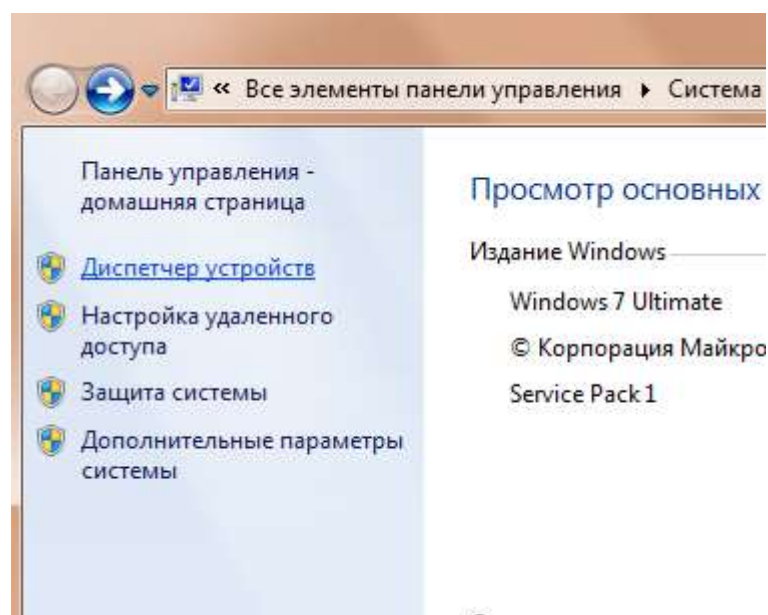 « Все элементы панели управления ▸ Система
Панель управления -
домашняя страница
Диспетчер устройств
Настройка удаленного
доступа
Защита системы
Дополнительные параметры
системы
Просмотр основных
Издание Windows
Windows 7 Ultimate
© Корпорация Майкро
Service Pack 1